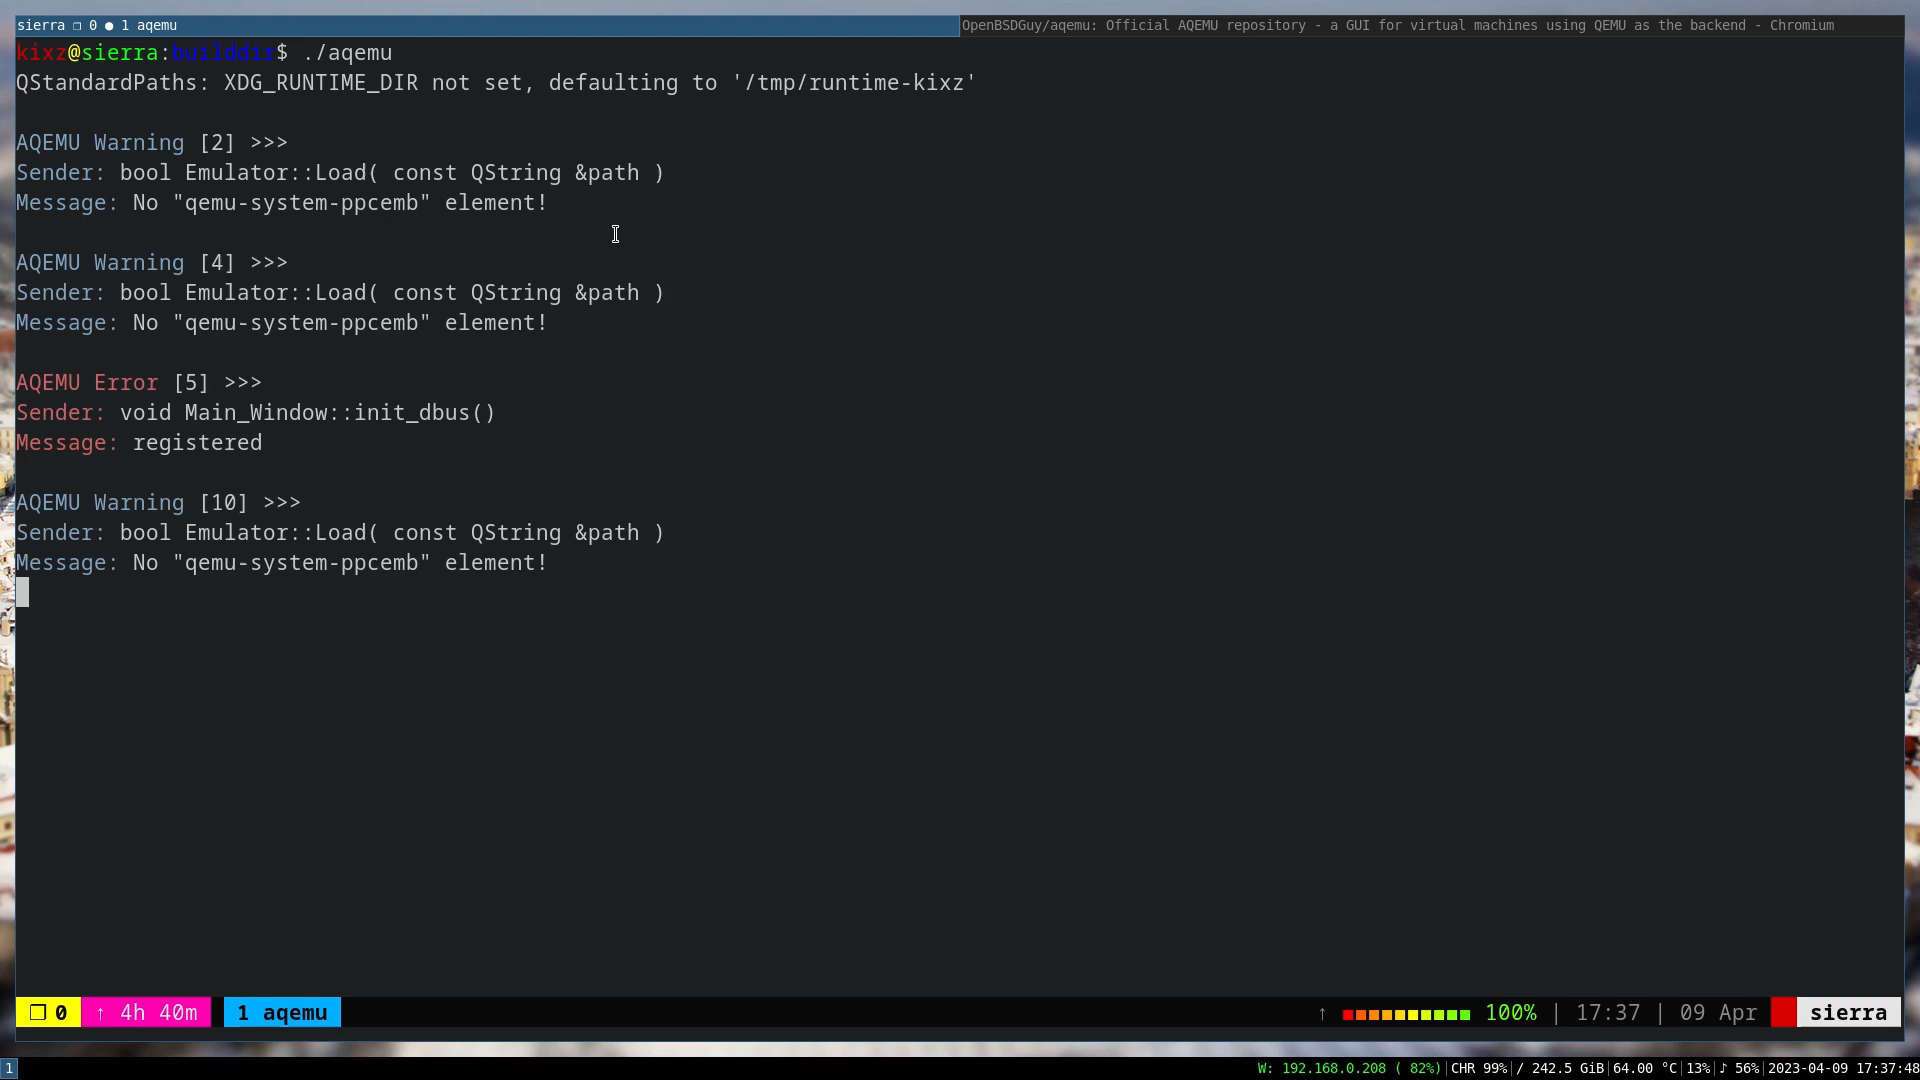 sierra ❐ 0 ● 1 aqemu
OpenBSDGuy/aqemu: Official AQEMU repository - a GUI for virtual machines using QEMU as the backend - Chromium
kixz@sierra:builddir$ ./aqemu
QStandardPaths: XDG_RUNTIME_DIR not set, defaulting to '/tmp/runtime-kixz'
AQEMU Warning [2] >>>
Sender: bool Emulator::Load( const QString &path )
Message: No "qemu-system-ppcemb" element!
AQEMU Warning [4] >>>
Sender: bool Emulator::Load( const QString &path )
Message: No "qemu-system-ppcemb" element!
AQEMU Error [5] >>>
Sender: void Main_Window::init_dbus()
Message: registered
AQEMU Warning [10] >>>
Sender: bool Emulator::Load( const QString &path )
Message: No "qemu-system-ppcemb" element!
❐ 0 ↑ 4h 40m 1 aqemu ↑ 100% | 17:37 | 09 Apr sierra
1 W: 192.168.0.208 ( 82%)|CHR 99%|/ 242.5 GiB|64.00 °C|13%|♪ 56%|2023-04-09 17:37:48